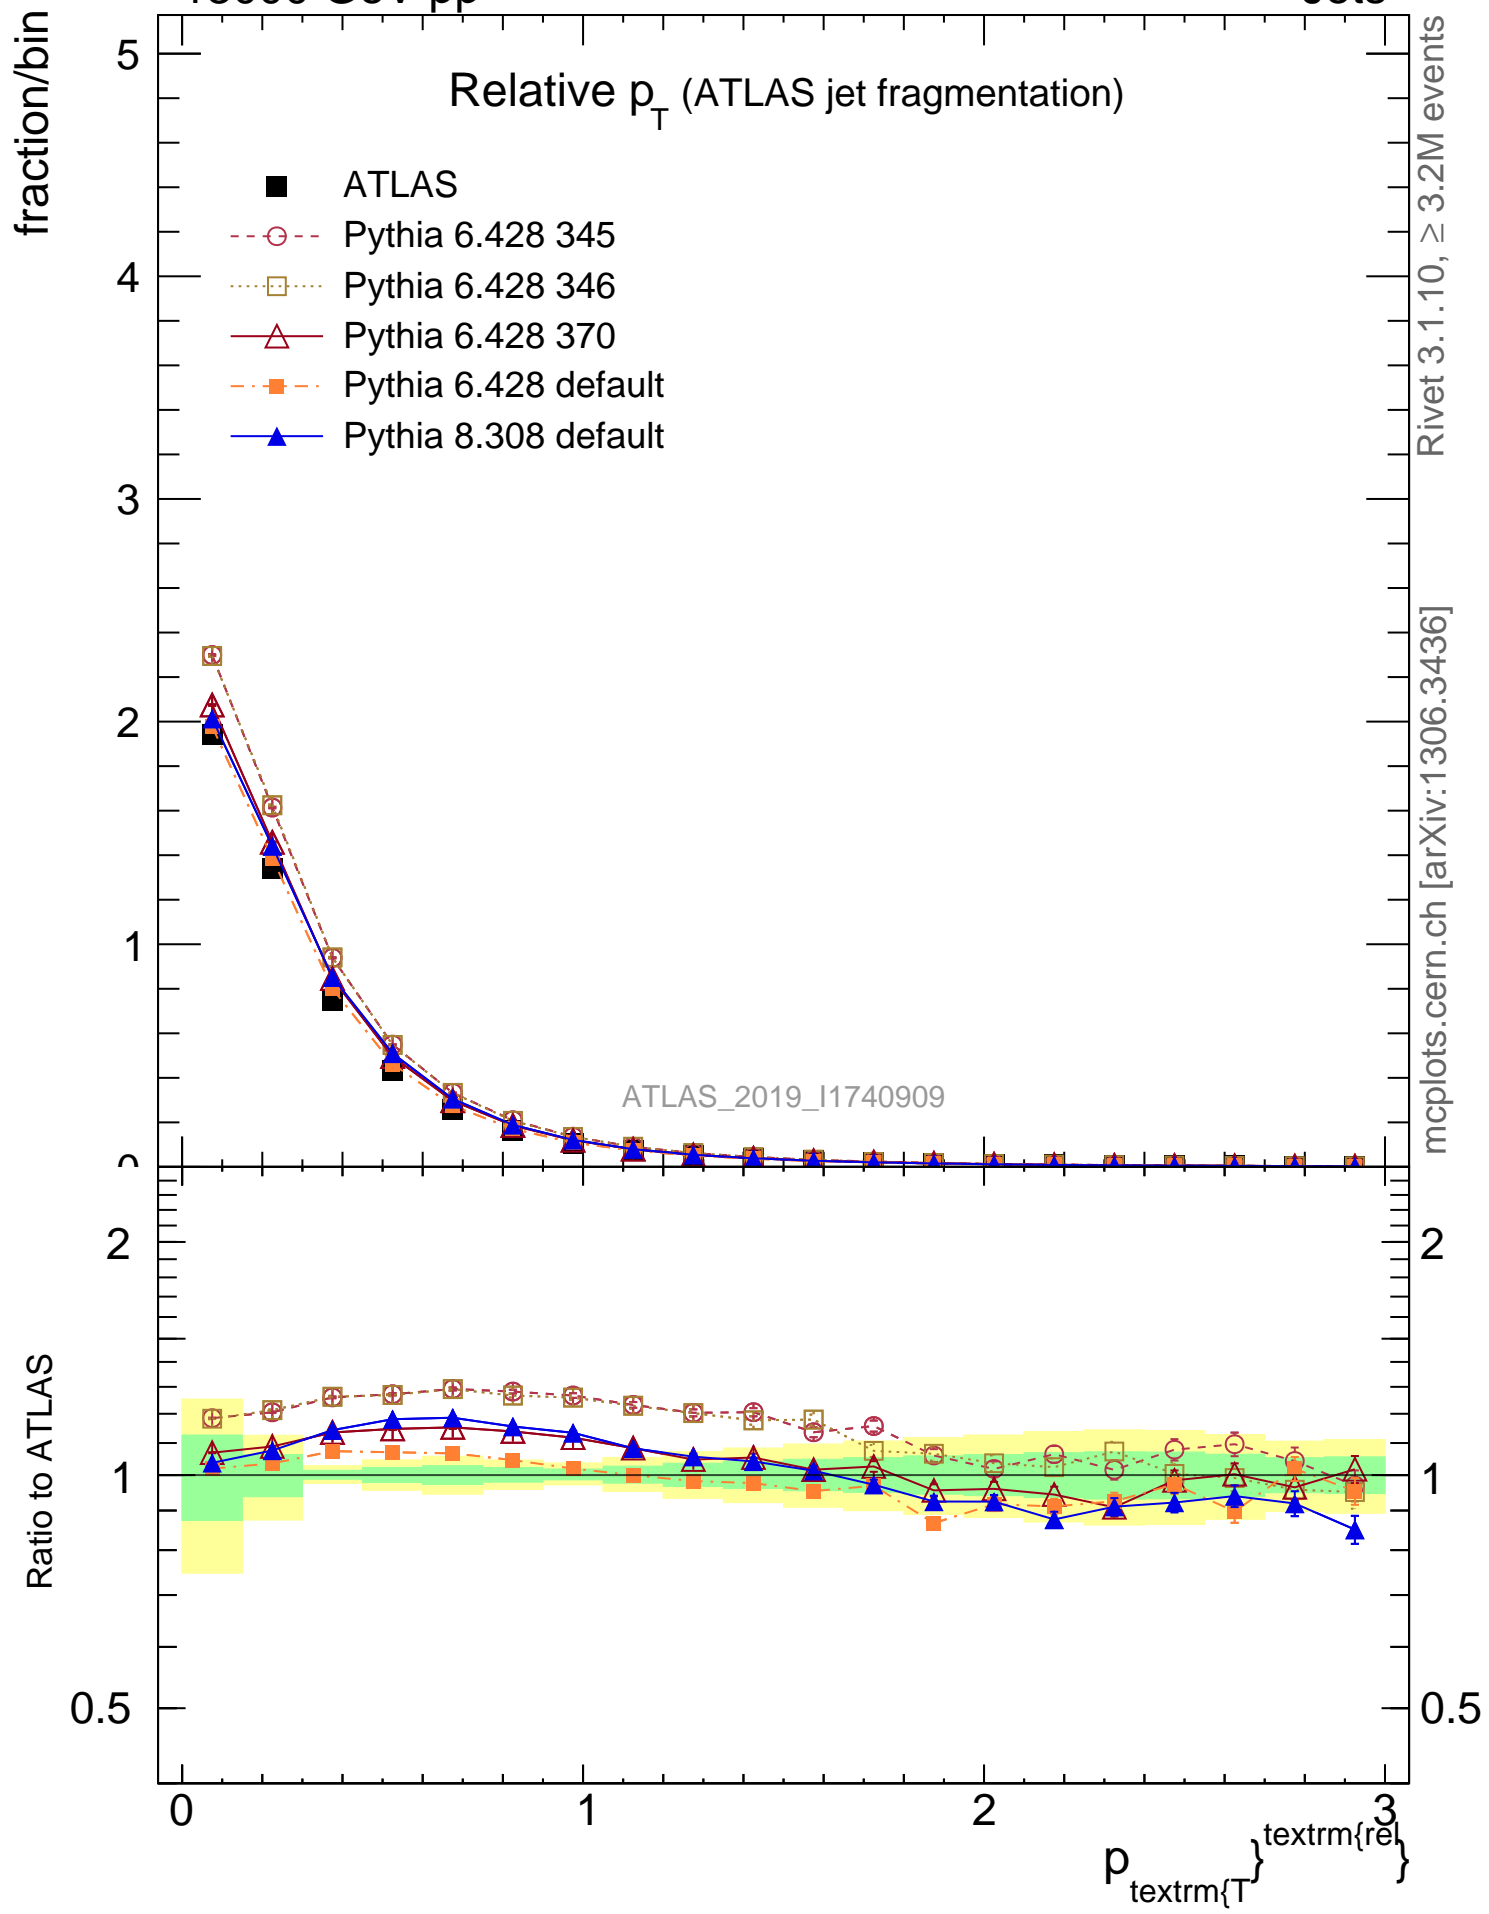 fraction/bin
Relative p_T (ATLAS jet fragmentation)
ATLAS
Pythia 6.428 345
Pythia 6.428 346
Pythia 6.428 370
Pythia 6.428 default
Pythia 8.308 default
5
4
3
2
1
ATLAS_2019_I1740909
Rivet 3.1.10, ≥ 3.2M events
mcplots.cern.ch [arXiv:1306.3436]
Ratio to ATLAS
2
1
0.5
2
1
0.5
0 1 2 3
p_textrm{T}^textrm{rel}